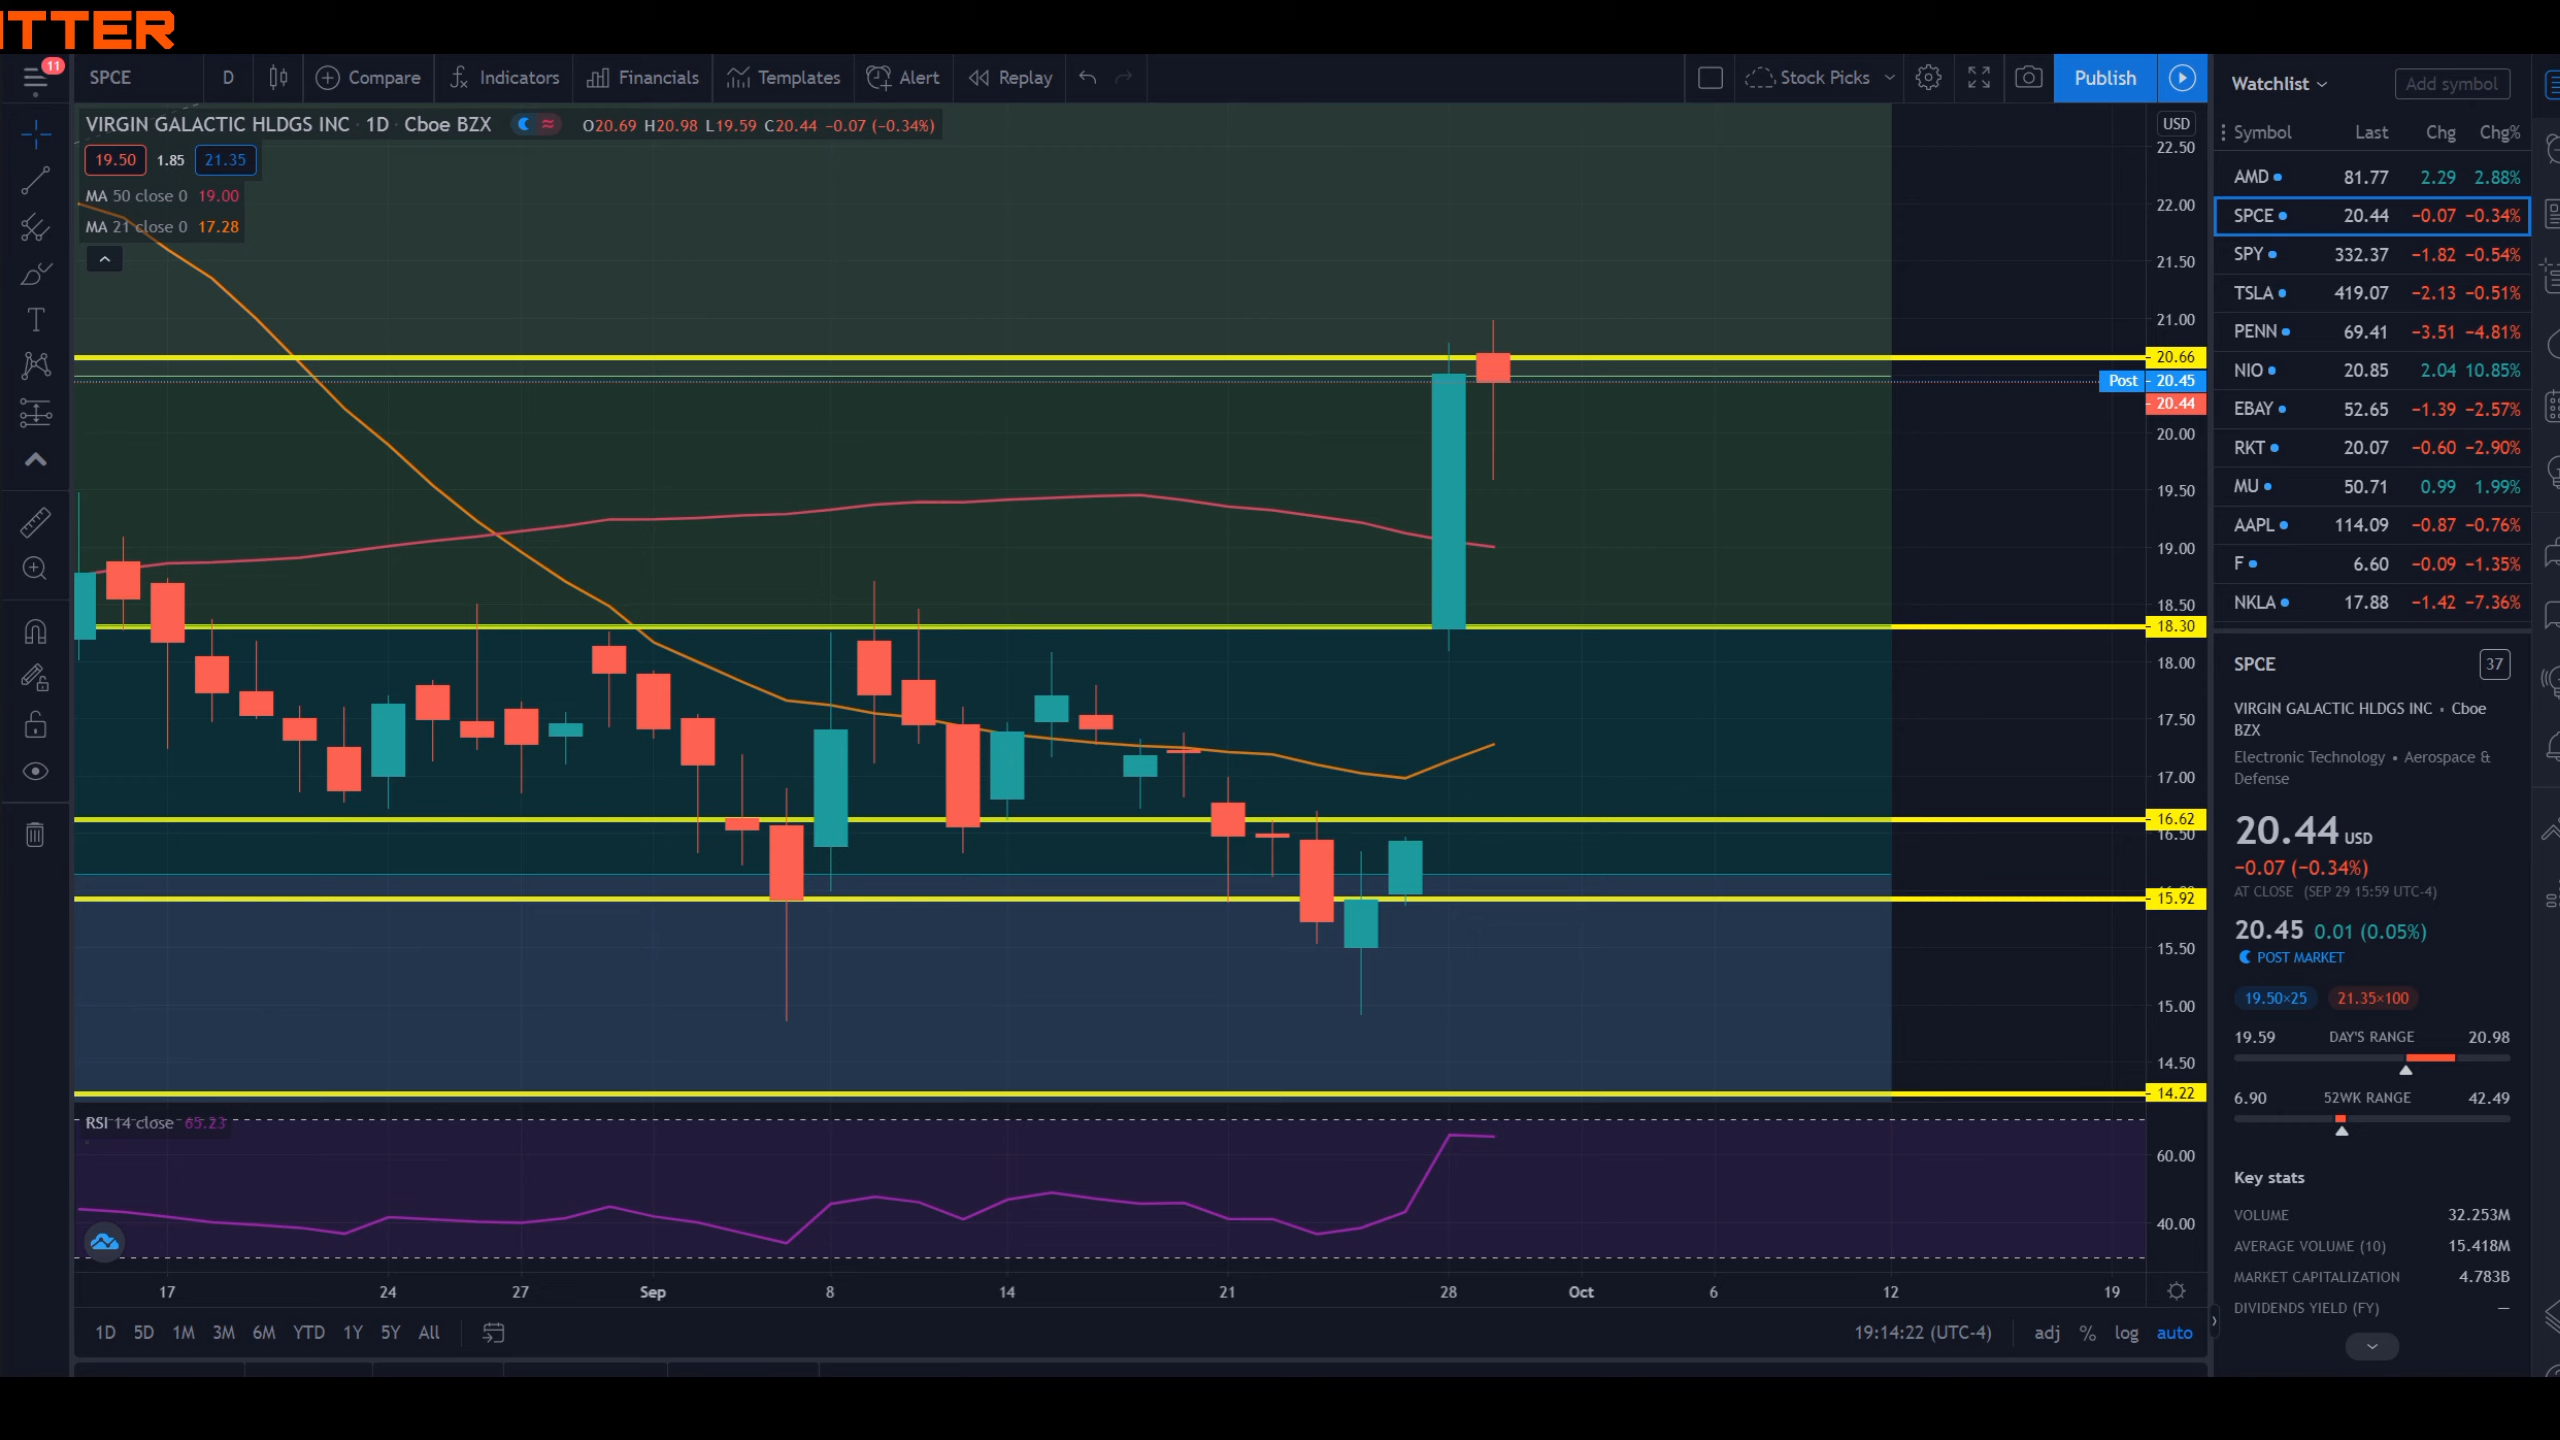 ITTER
11
SPCE D Compare Indicators Financials Templates Alert Replay Stock Picks Publish
VIRGIN GALACTIC HLDGS INC · 1D · Cboe BZX O20.69 H20.98 L19.59 C20.44 −0.07 (−0.34%)
19.50 1.85 21.35
MA 50 close 0 19.00
MA 21 close 0 17.28
USD
22.50
22.00
21.50
21.00
20.66
Post 20.45
20.44
20.00
19.50
19.00
18.50
18.30
18.00
17.50
17.00
16.62
16.50
15.92
15.50
15.00
14.50
14.22
RSI 14 close 65.23
60.00
40.00
17 24 27 Sep 8 14 21 28 Oct 6 12 19
1D 5D 1M 3M 6M YTD 1Y 5Y All 19:14:22 (UTC-4) adj % log auto
Watchlist Add symbol
Symbol Last Chg Chg%
AMD 81.77 2.29 2.88%
SPCE 20.44 −0.07 −0.34%
SPY 332.37 −1.82 −0.54%
TSLA 419.07 −2.13 −0.51%
PENN 69.41 −3.51 −4.81%
NIO 20.85 2.04 10.85%
EBAY 52.65 −1.39 −2.57%
RKT 20.07 −0.60 −2.90%
MU 50.71 0.99 1.99%
AAPL 114.09 −0.87 −0.76%
F 6.60 −0.09 −1.35%
NKLA 17.88 −1.42 −7.36%
SPCE 37
VIRGIN GALACTIC HLDGS INC • Cboe
BZX
Electronic Technology • Aerospace &
Defense
20.44 USD
−0.07 (−0.34%)
AT CLOSE (SEP 29 15:59 UTC-4)
20.45 0.01 (0.05%)
POST MARKET
19.50×25 21.35×100
19.59 DAY'S RANGE 20.98
6.90 52WK RANGE 42.49
Key stats
VOLUME 32.253M
AVERAGE VOLUME (10) 15.418M
MARKET CAPITALIZATION 4.783B
DIVIDENDS YIELD (FY) —